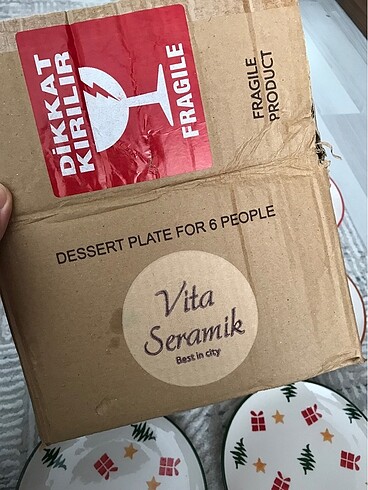 DİKKAT
KIRILIR
FRAGILE
FRAGILE
PRODUCT
DESSERT PLATE FOR 6 PEOPLE
Vita
Seramik
Best in city